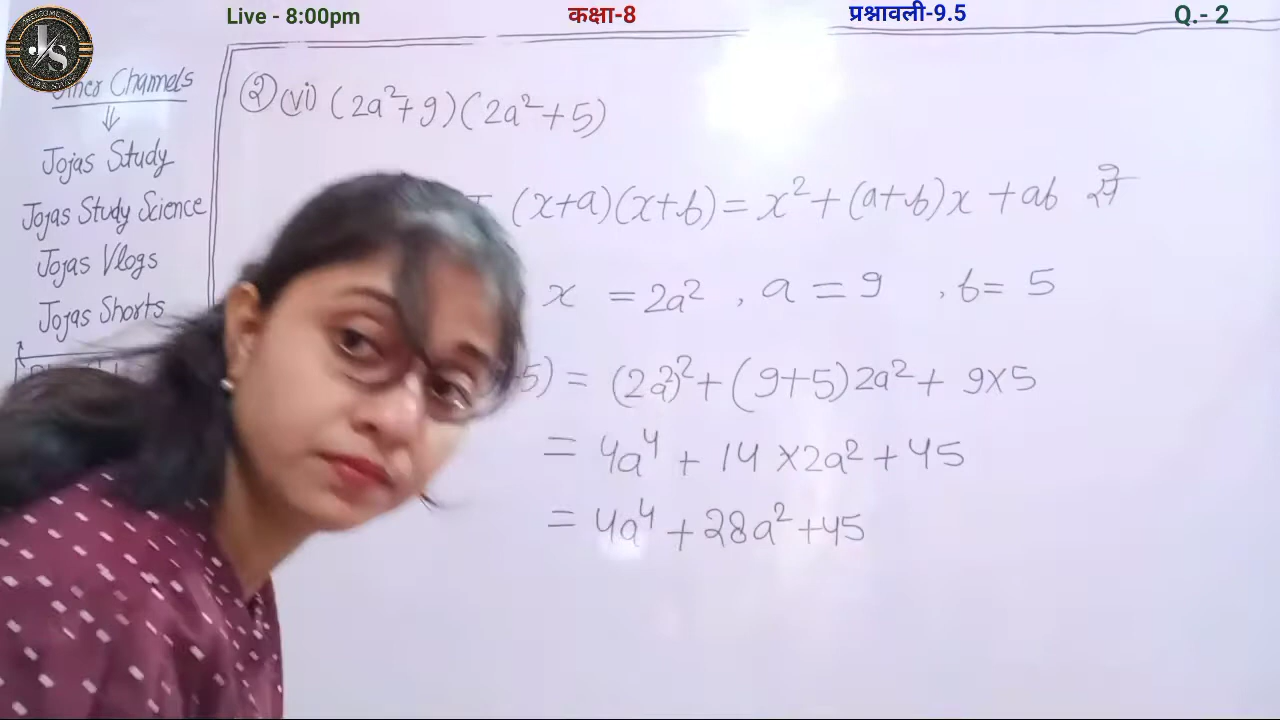 Live - 8:00pm कक्षा-8 प्रश्नावली-9.5 Q.- 2
JS
Channels
⇓
Jojas Study
Jojas Study Science
Jojas Vlogs
Jojas Shorts
② (vi) (2a²+9)(2a²+5)
(x+a)(x+b)=x²+(a+b)x +ab से
x =2a² , a=9 , b= 5
5) = (2a²)²+(9+5)2a²+ 9×5
= 4a⁴ + 14 ×2a²+45
= 4a⁴ +28a²+45